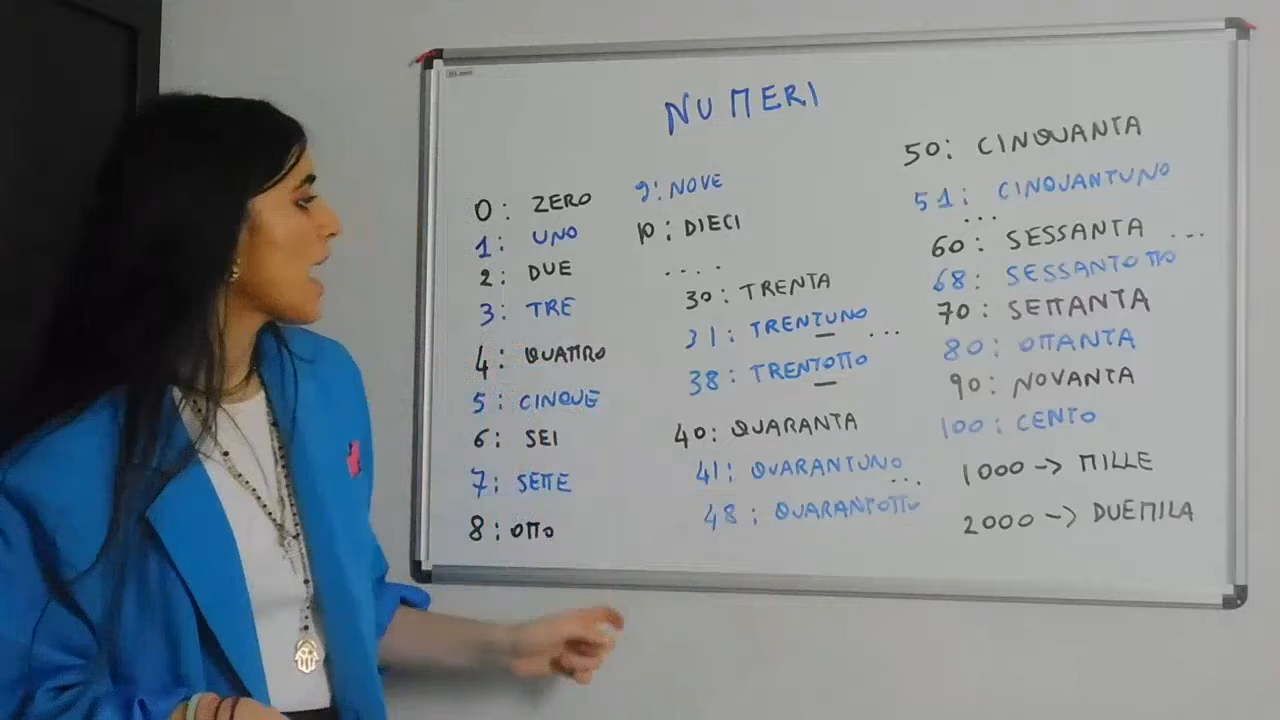 NUMERI
0: ZERO
1: UNO
2: DUE
3: TRE
4: QUATTRO
5: CINQUE
6: SEI
7: SETTE
8: OTTO
9: NOVE
10: DIECI
....
30: TRENTA
31: TRENTUNO ...
38: TRENTOTTO
40: QUARANTA
41: QUARANTUNO ...
48: QUARANTOTTO
50: CINQUANTA
51: CINQUANTUNO
...
60: SESSANTA ...
68: SESSANTOTTO
70: SETTANTA
80: OTTANTA
90: NOVANTA
100: CENTO
1000 -> MILLE
2000 -> DUEMILA